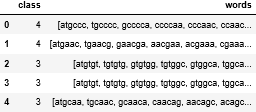 class words
0 4 [atgccc, tgcccc, gcccca, ccccaa, cccaac, ccaac...
1 4 [atgaac, tgaacg, gaacga, aacgaa, acgaaa, cgaaa...
2 3 [atgtgt, tgtgtg, gtgtgg, tgtggc, gtggca, tggca...
3 3 [atgtgt, tgtgtg, gtgtgg, tgtggc, gtggca, tggca...
4 3 [atgcaa, tgcaac, gcaaca, caacag, aacagc, acagc...